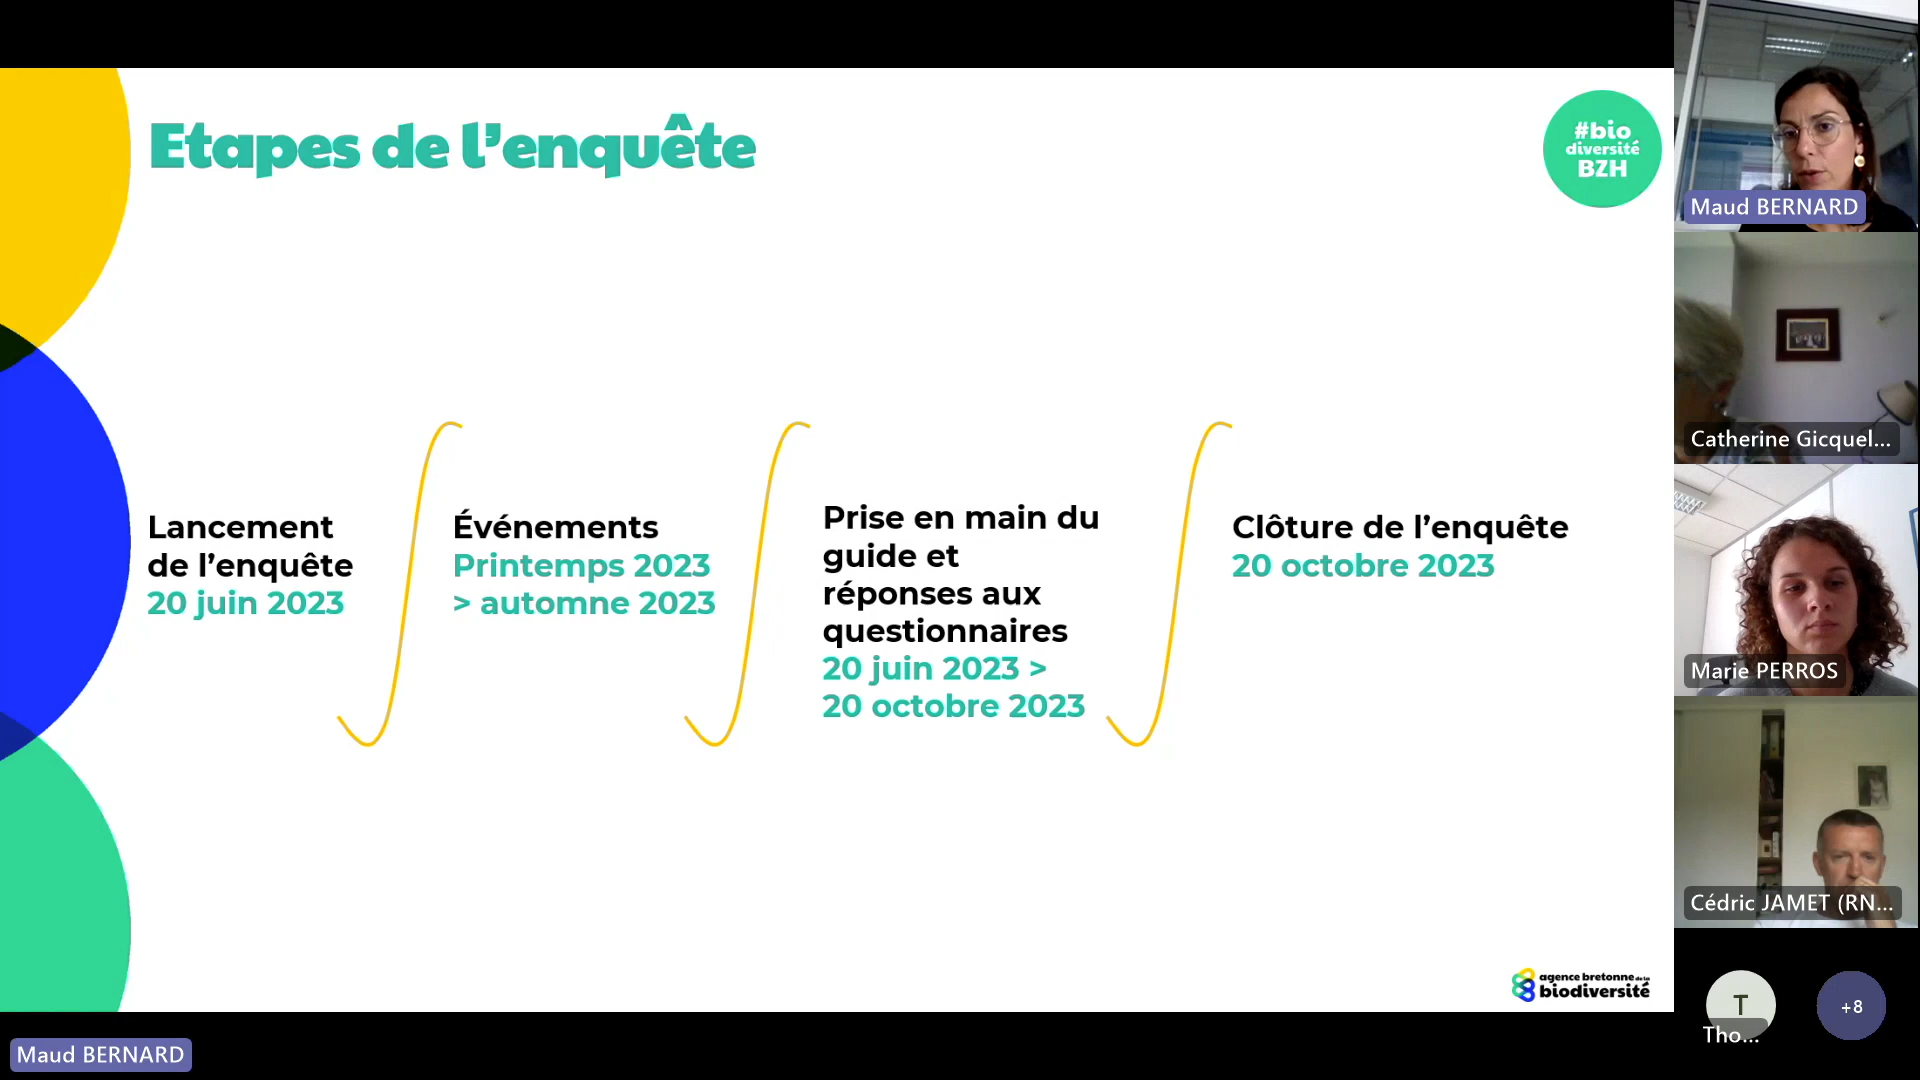 Etapes de l’enquête
#bio
diversité
BZH
Lancement
de l’enquête
20 juin 2023
Événements
Printemps 2023
> automne 2023
Prise en main du
guide et
réponses aux
questionnaires
20 juin 2023 >
20 octobre 2023
Clôture de l’enquête
20 octobre 2023
agence bretonne de la
biodiversité
Maud BERNARD
Maud BERNARD
Catherine Gicquel...
Marie PERROS
Cédric JAMET (RN...
T
Tho...
+8